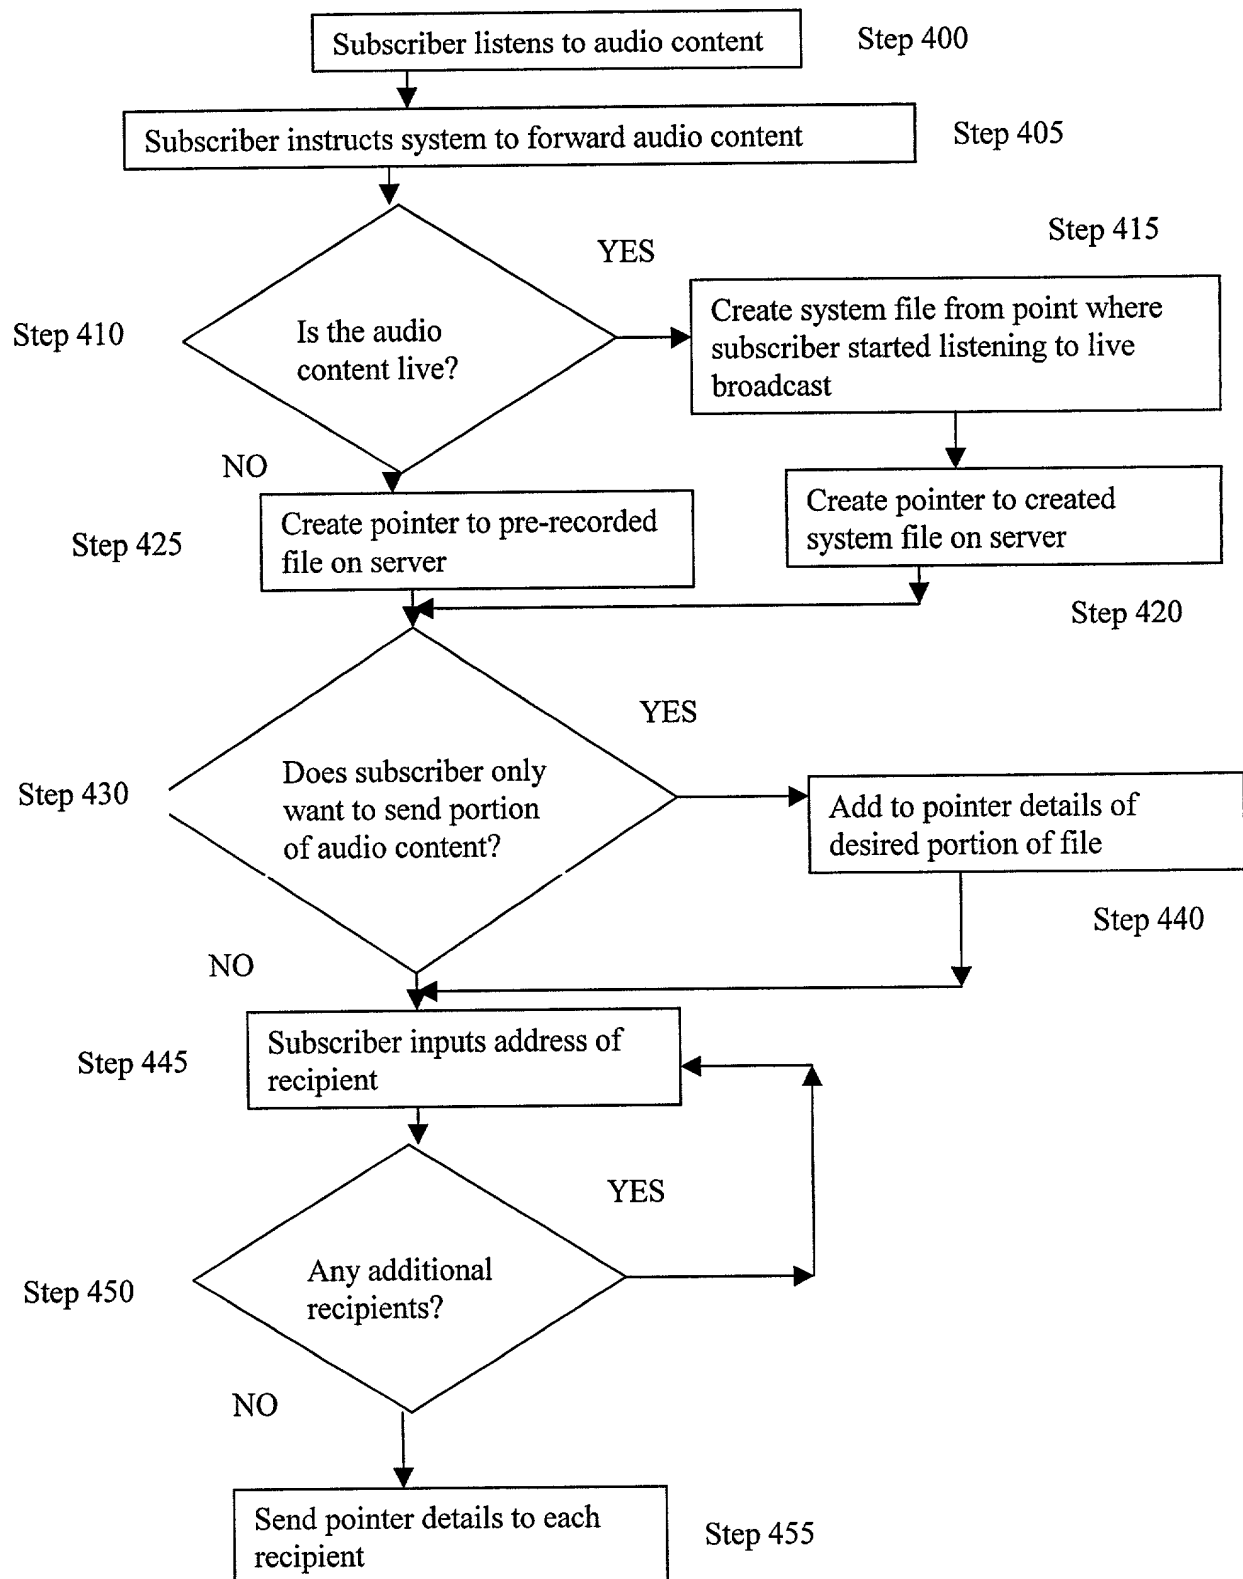 Subscriber listens to audio content
Step 400
Subscriber instructs system to forward audio content
Step 405
Step 415
YES
Step 410
Is the audio
content live?
Create system file from point where
subscriber started listening to live
broadcast
NO
Step 425
Create pointer to pre-recorded
file on server
Create pointer to created
system file on server
Step 420
YES
Step 430
Does subscriber only
want to send portion
of audio content?
Add to pointer details of
desired portion of file
Step 440
NO
Step 445
Subscriber inputs address of
recipient
YES
Step 450
Any additional
recipients?
NO
Send pointer details to each
recipient
Step 455